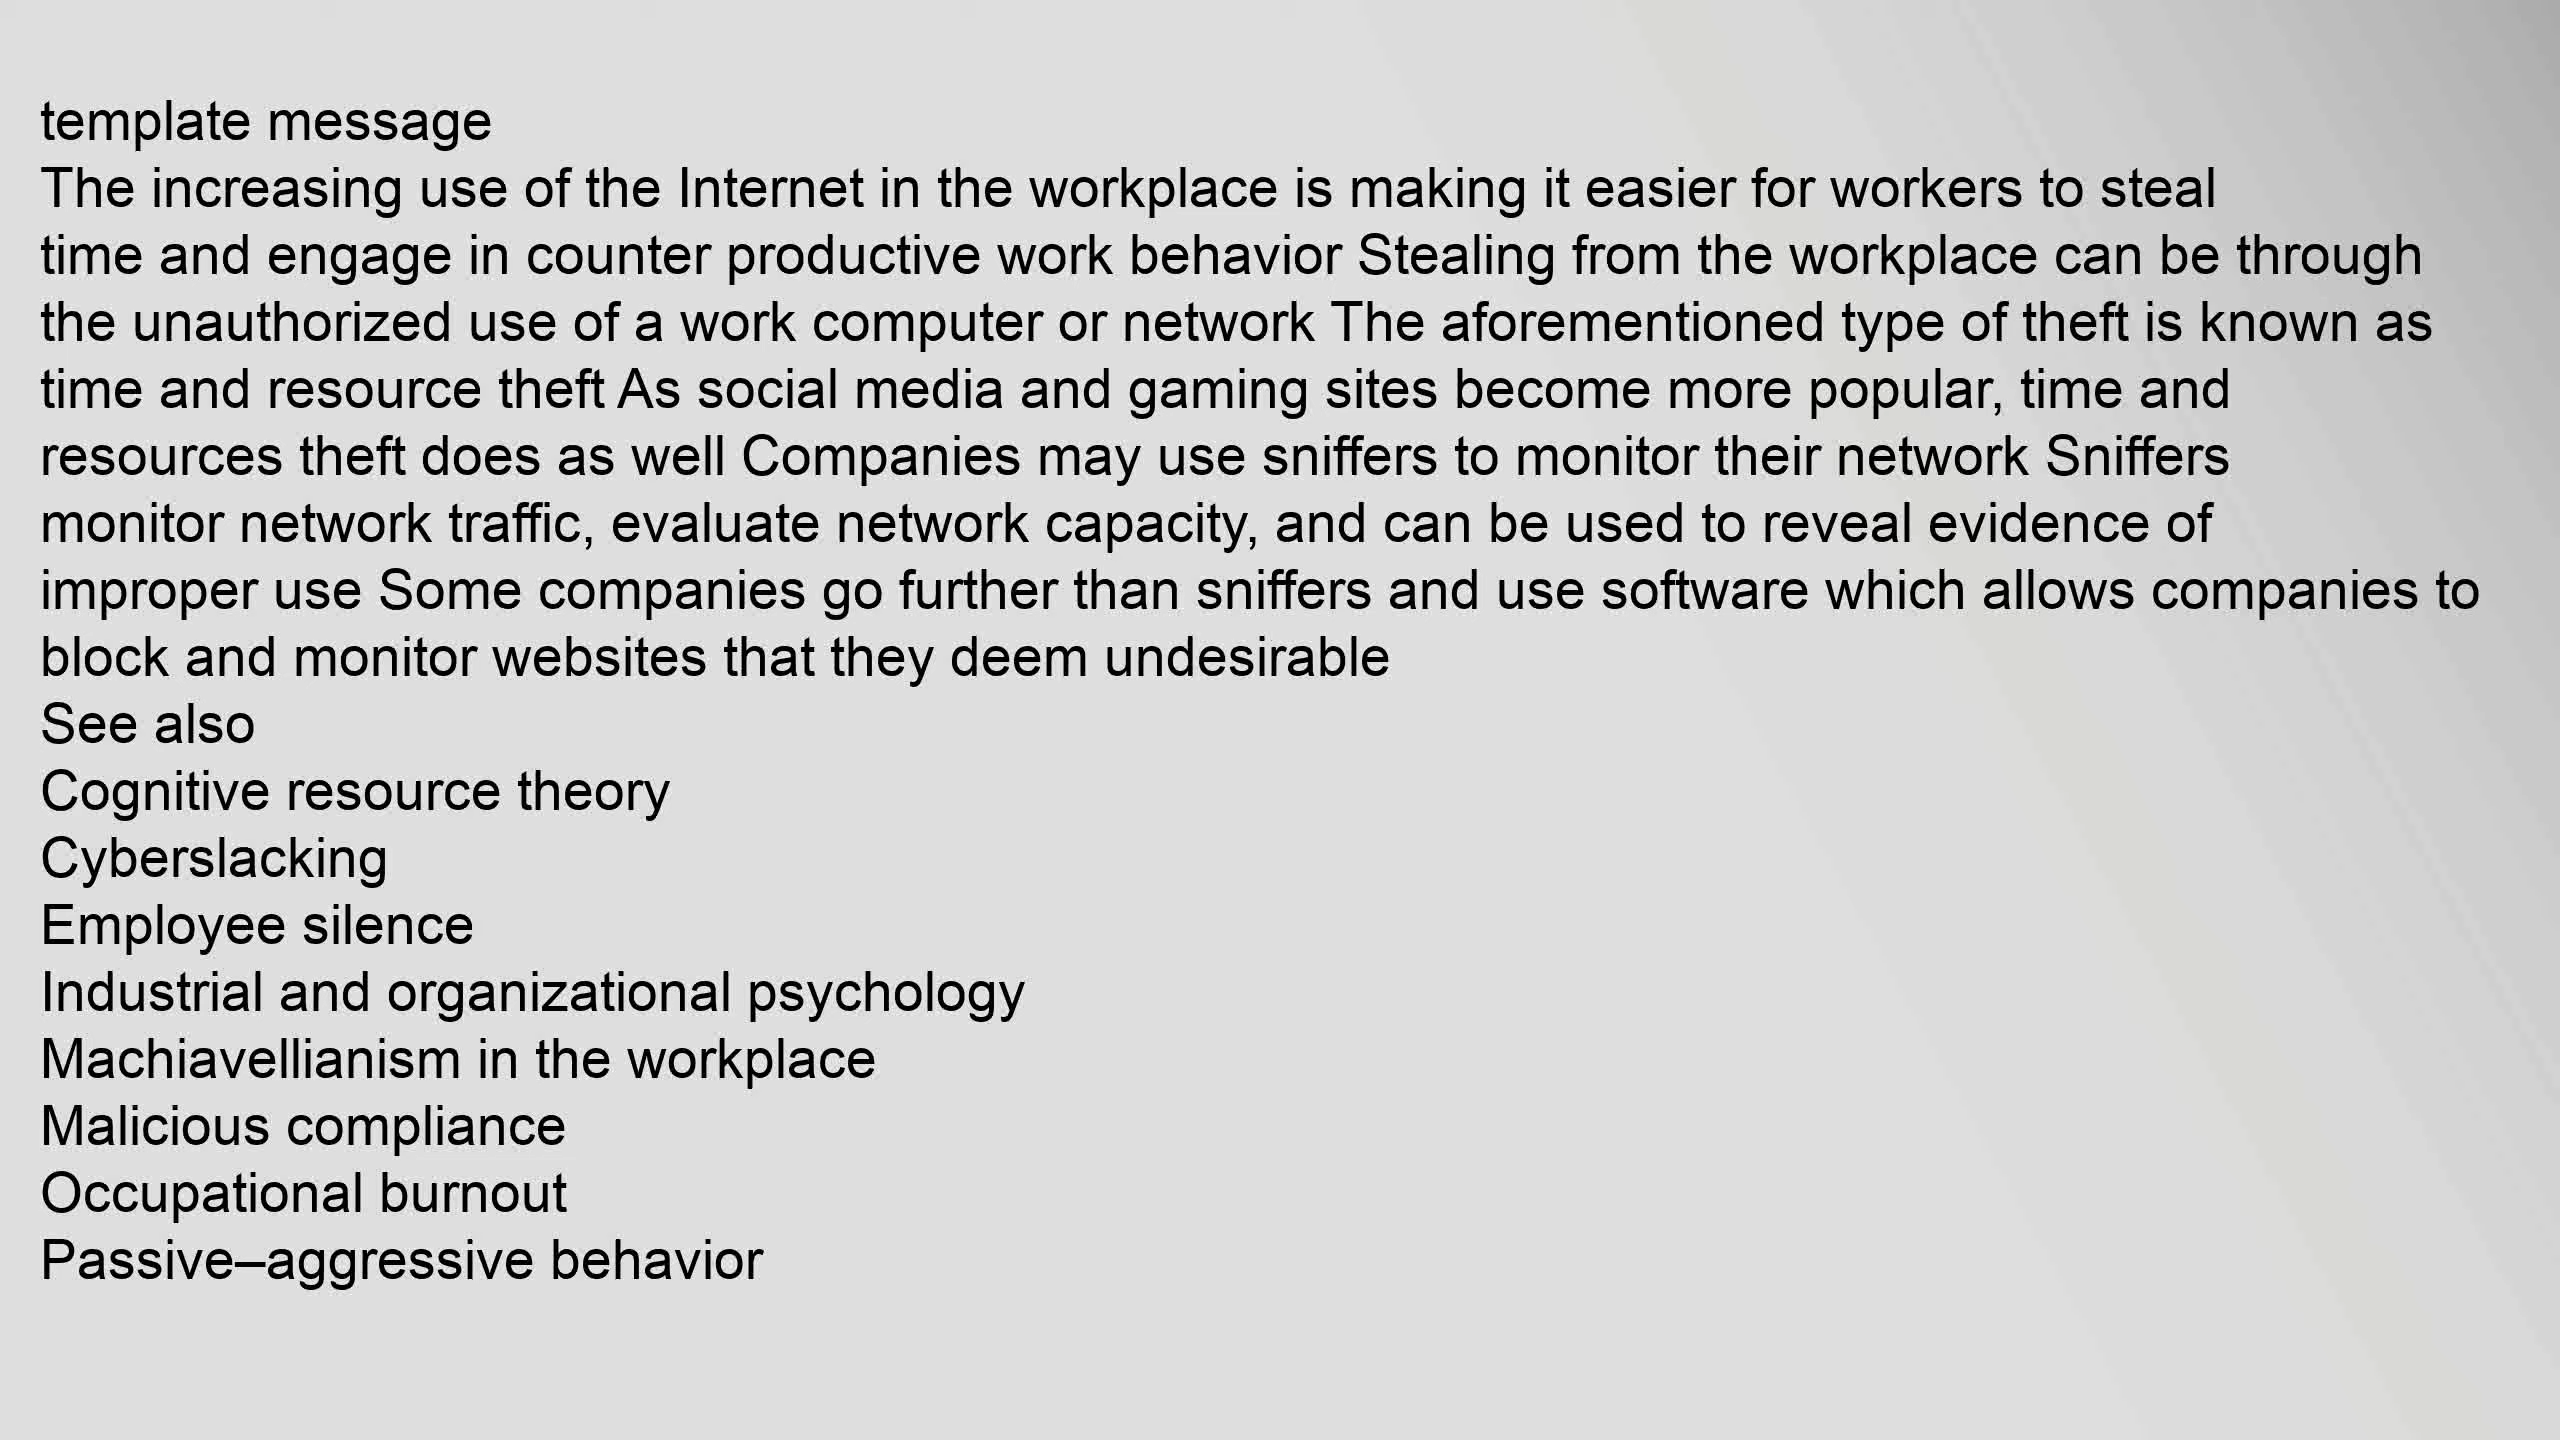 template message
The increasing use of the Internet in the workplace is making it easier for workers to steal
time and engage in counter productive work behavior Stealing from the workplace can be through
the unauthorized use of a work computer or network The aforementioned type of theft is known as
time and resource theft As social media and gaming sites become more popular, time and
resources theft does as well Companies may use sniffers to monitor their network Sniffers
monitor network traffic, evaluate network capacity, and can be used to reveal evidence of
improper use Some companies go further than sniffers and use software which allows companies to
block and monitor websites that they deem undesirable
See also
Cognitive resource theory
Cyberslacking
Employee silence
Industrial and organizational psychology
Machiavellianism in the workplace
Malicious compliance
Occupational burnout
Passive–aggressive behavior